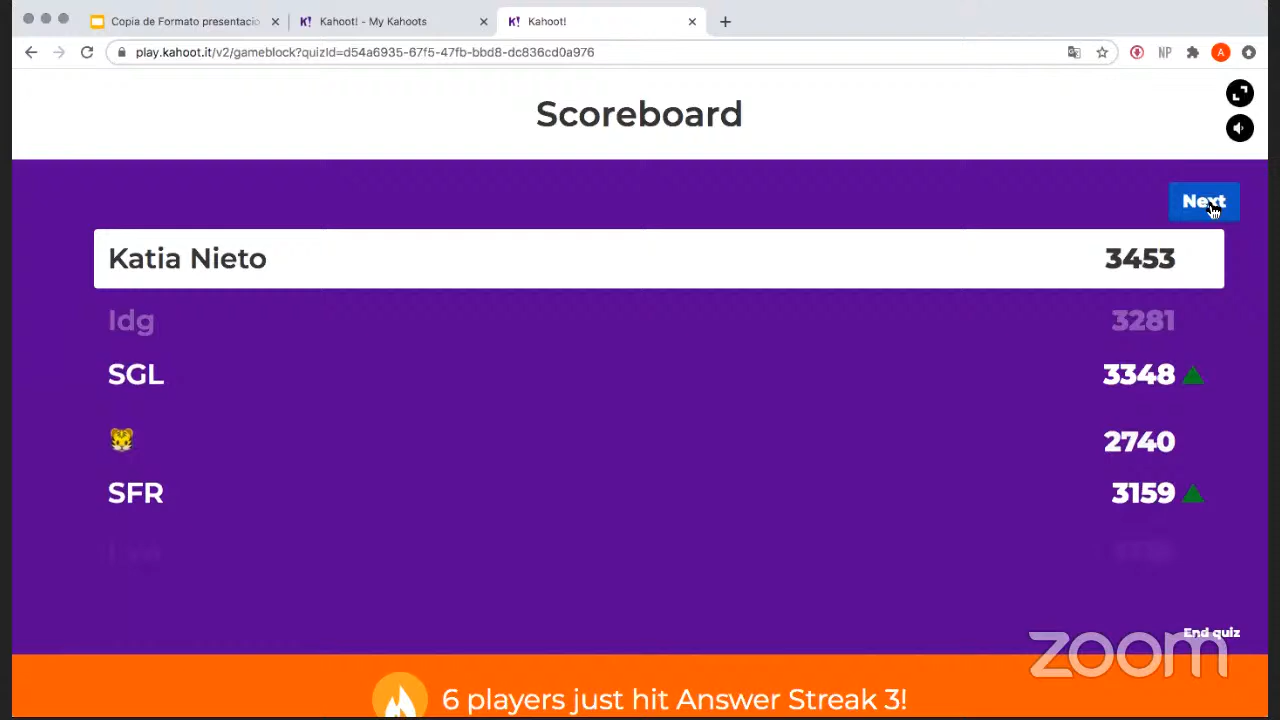 Copia de Formato presentacio
K! Kahoot! - My Kahoots
K! Kahoot!
play.kahoot.it/v2/gameblock?quizId=d54a6935-67f5-47fb-bbd8-dc836cd0a976
NP
A
Scoreboard
Next
Katia Nieto 3453
ldg 3281
SGL 3348
2740
SFR 3159
End quiz
zoom
6 players just hit Answer Streak 3!